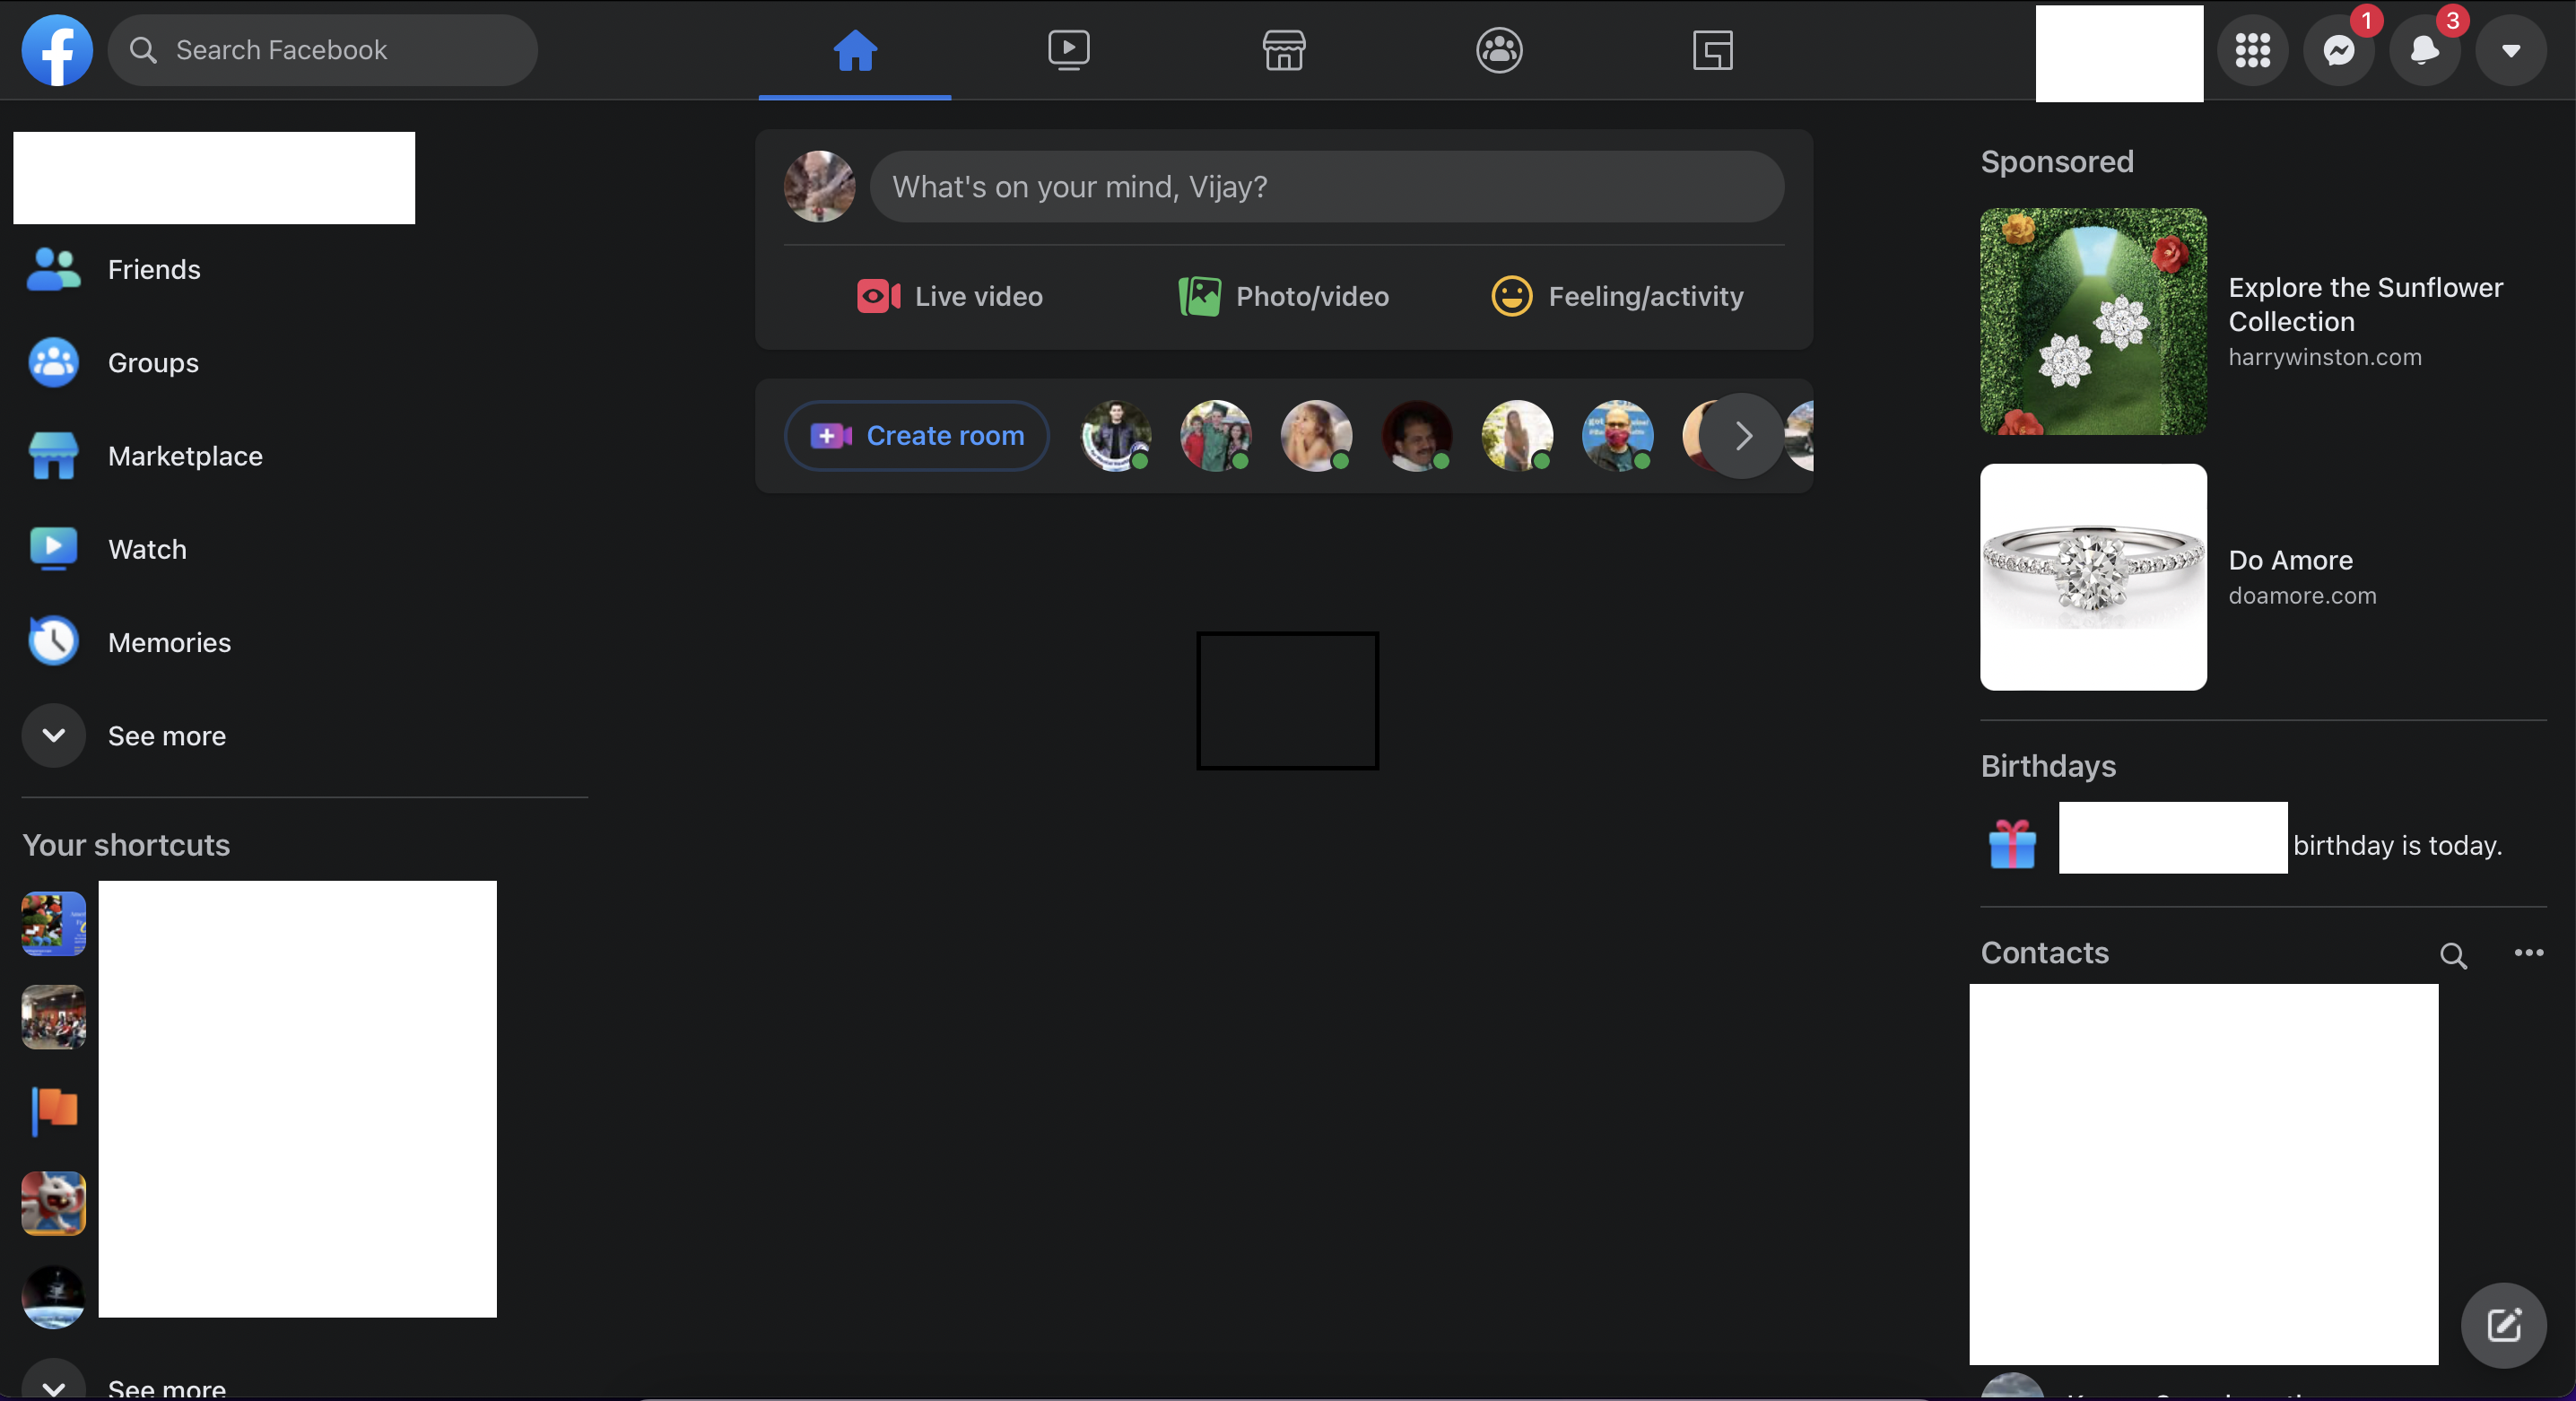 Search Facebook
1
3
What's on your mind, Vijay?
Live video
Photo/video
Feeling/activity
Create room
Friends
Groups
Marketplace
Watch
Memories
See more
Your shortcuts
See more
Sponsored
Explore the Sunflower
Collection
harrywinston.com
Do Amore
doamore.com
Birthdays
birthday is today.
Contacts